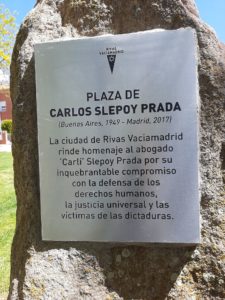 RIVAS
VACIAMADRID
PLAZA DE
CARLOS SLEPOY PRADA
(Buenos Aires, 1949 - Madrid, 2017)
La ciudad de Rivas Vaciamadrid
rinde homenaje al abogado
'Carli' Slepoy Prada por su
inquebrantable compromiso
con la defensa de los
derechos humanos,
la justicia universal y las
víctimas de las dictaduras.